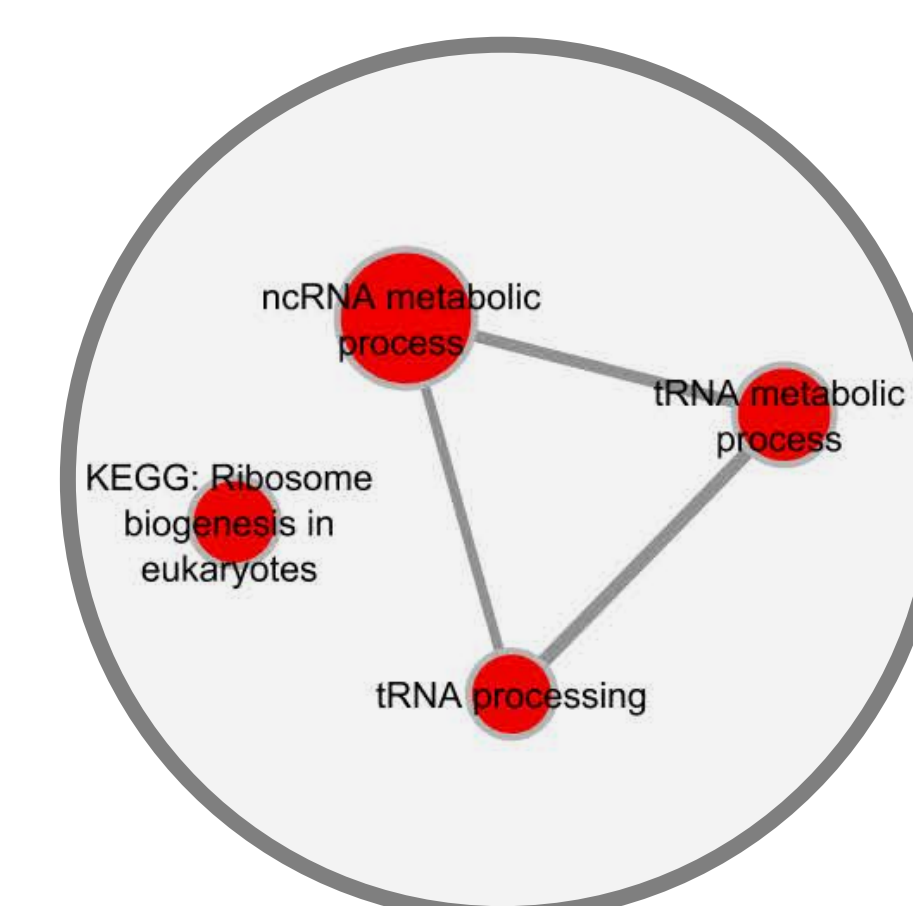 ncRNA metabolic
process
tRNA metabolic
process
KEGG: Ribosome
biogenesis in
eukaryotes
tRNA processing